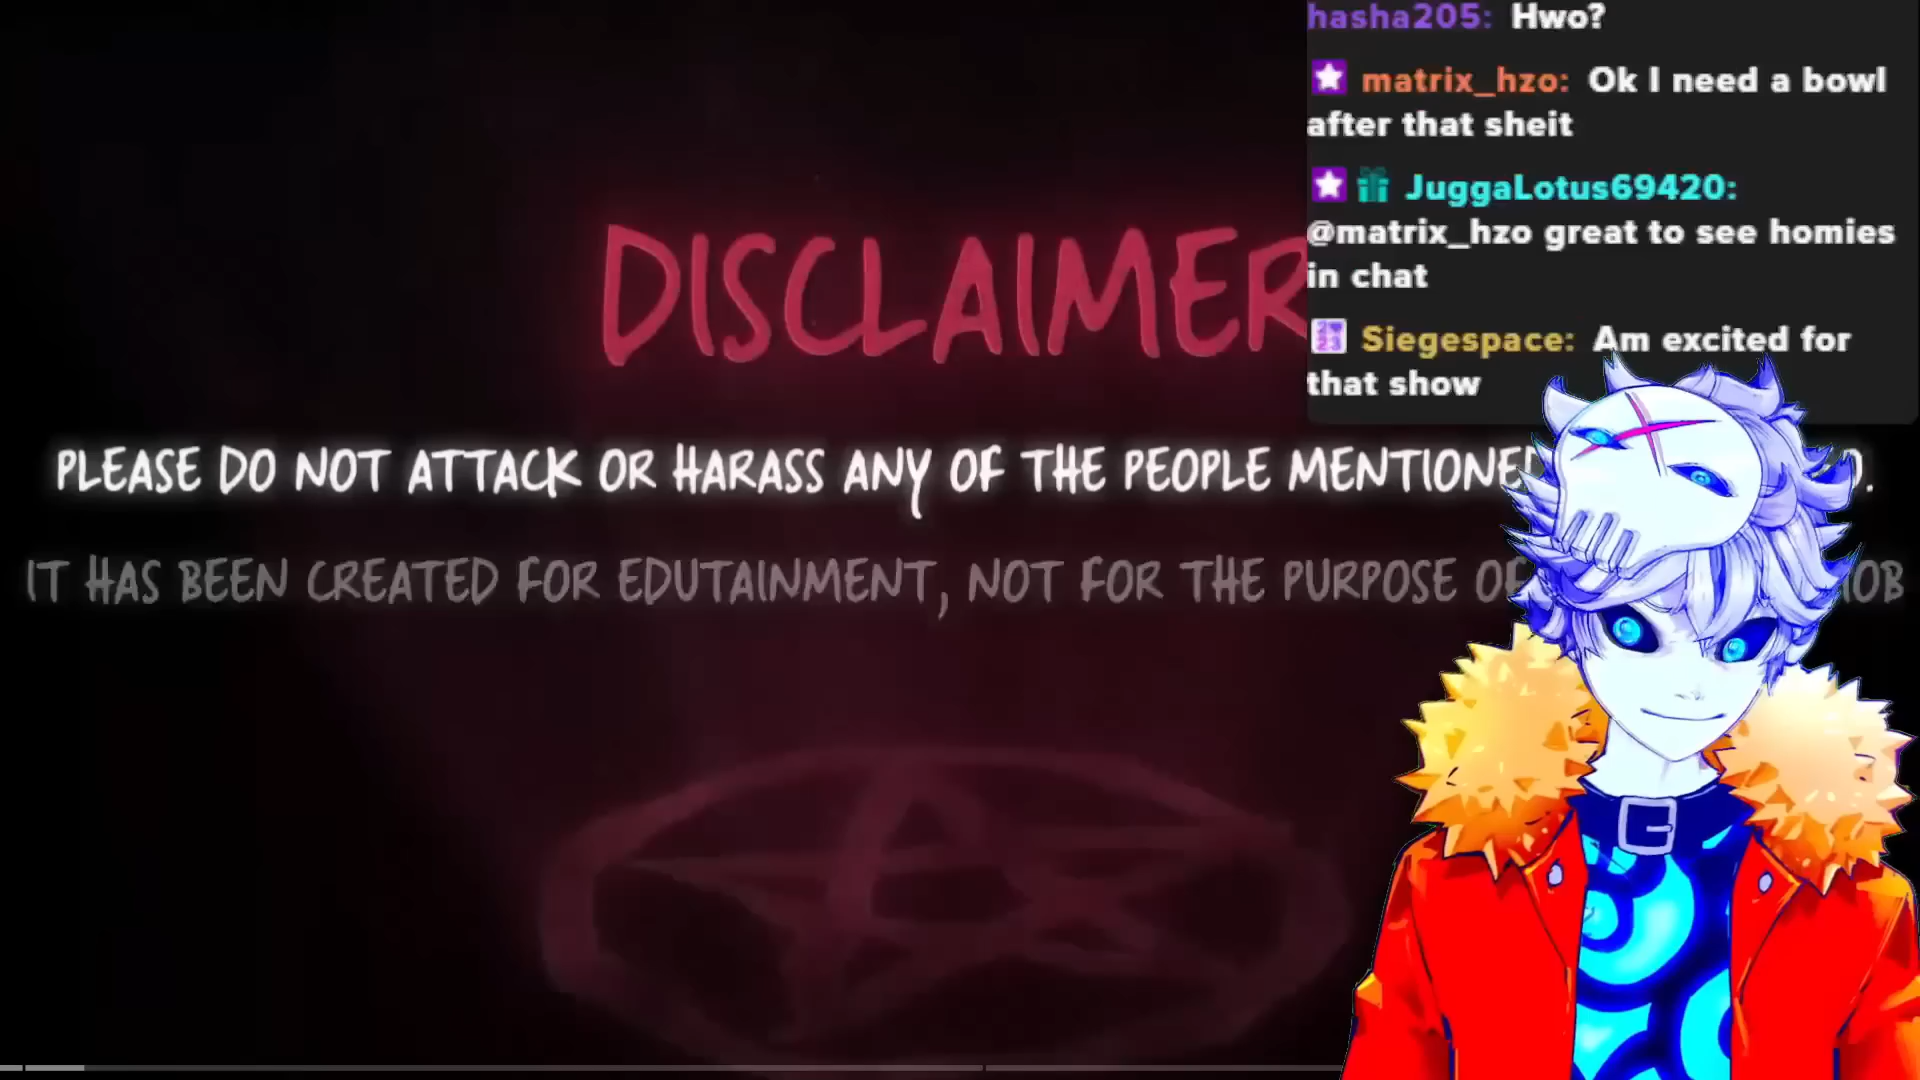 hasha205: Hwo?
matrix_hzo: Ok I need a bowl
after that sheit
JuggaLotus69420:
@matrix_hzo great to see homies
in chat
Siegespace: Am excited for
that show
DISCLAIMER
PLEASE DO NOT ATTACK OR HARASS ANY OF THE PEOPLE MENTIONED
IT HAS BEEN CREATED FOR EDUTAINMENT, NOT FOR THE PURPOSE OF